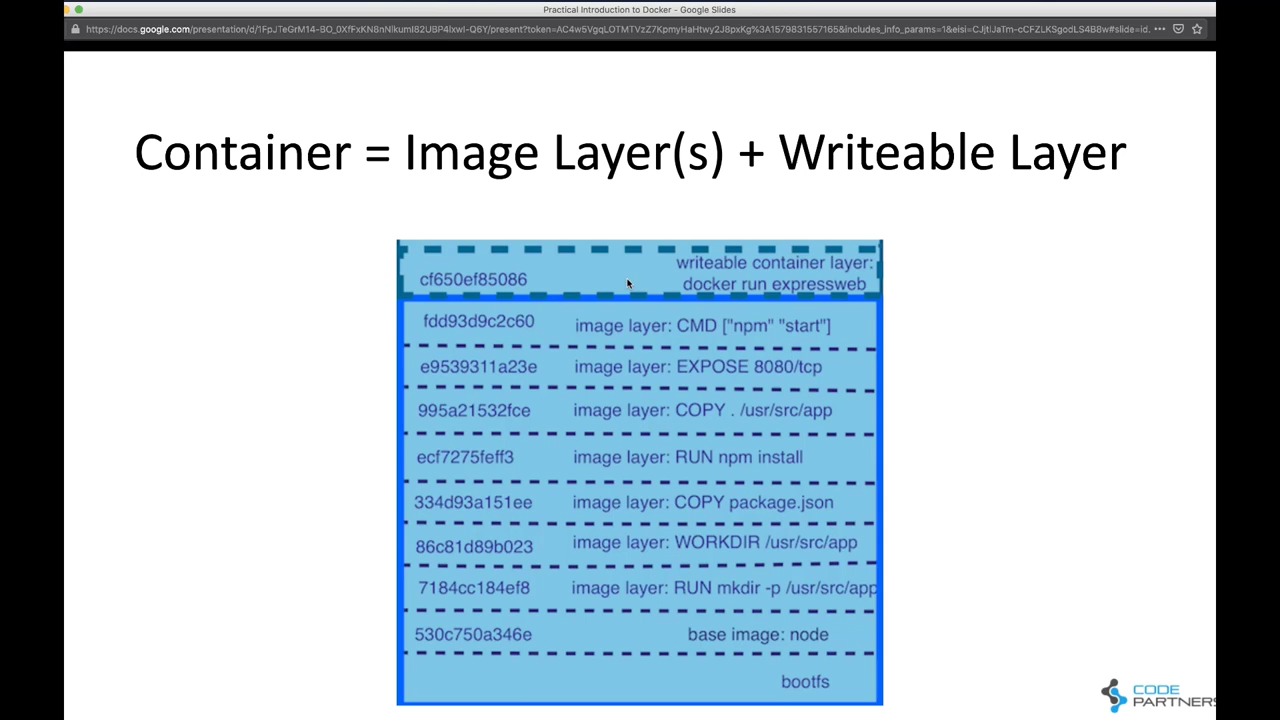 Practical Introduction to Docker - Google Slides
Container = Image Layer(s) + Writeable Layer
writeable container layer:
cf650ef85086 docker run expressweb
fdd93d9c2c60 image layer: CMD ["npm" "start"]
e9539311a23e image layer: EXPOSE 8080/tcp
995a21532fce image layer: COPY . /usr/src/app
ecf7275feff3 image layer: RUN npm install
334d93a151ee image layer: COPY package.json
86c81d89b023 image layer: WORKDIR /usr/src/app
7184cc184ef8 image layer: RUN mkdir -p /usr/src/app
530c750a346e base image: node
bootfs
CODE
PARTNERS